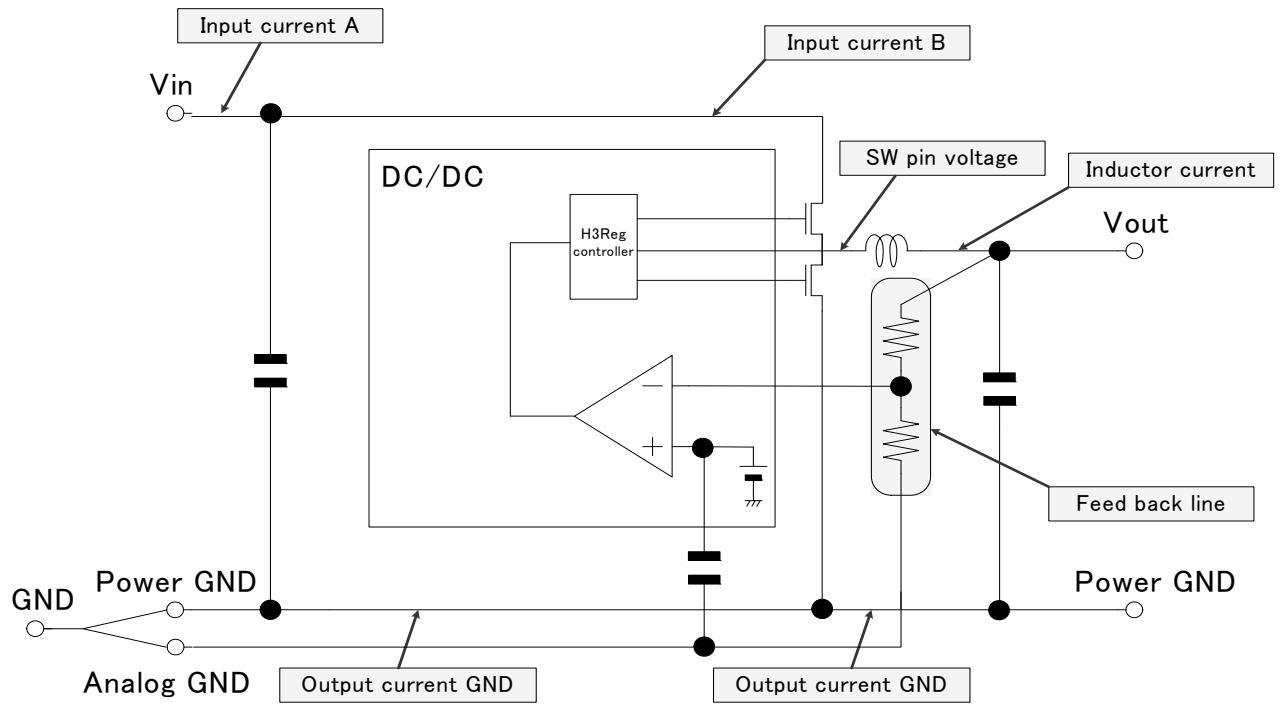 Input current A
Input current B
Vin
SW pin voltage
DC/DC
Inductor current
H3Reg
controller
Vout
−
+
Feed back line
Power GND
Power GND
GND
Analog GND
Output current GND
Output current GND